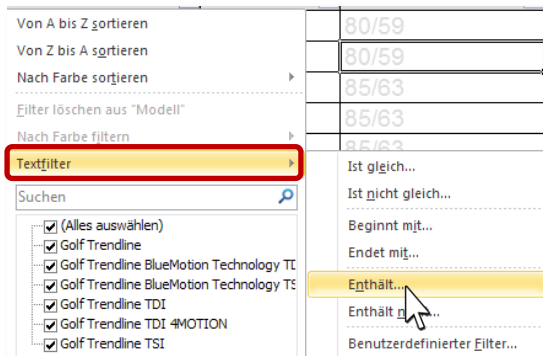 Von A bis Z sortieren
Von Z bis A sortieren
Nach Farbe sortieren
Filter löschen aus "Modell"
Nach Farbe filtern
Textfilter
Suchen
(Alles auswählen)
Golf Trendline
Golf Trendline BlueMotion Technology TD
Golf Trendline BlueMotion Technology TS
Golf Trendline TDI
Golf Trendline TDI 4MOTION
Golf Trendline TSI
80/59
80/59
85/63
85/63
85/63
Ist gleich...
Ist nicht gleich...
Beginnt mit...
Endet mit...
Enthält...
Enthält n...
Benutzerdefinierter Filter...